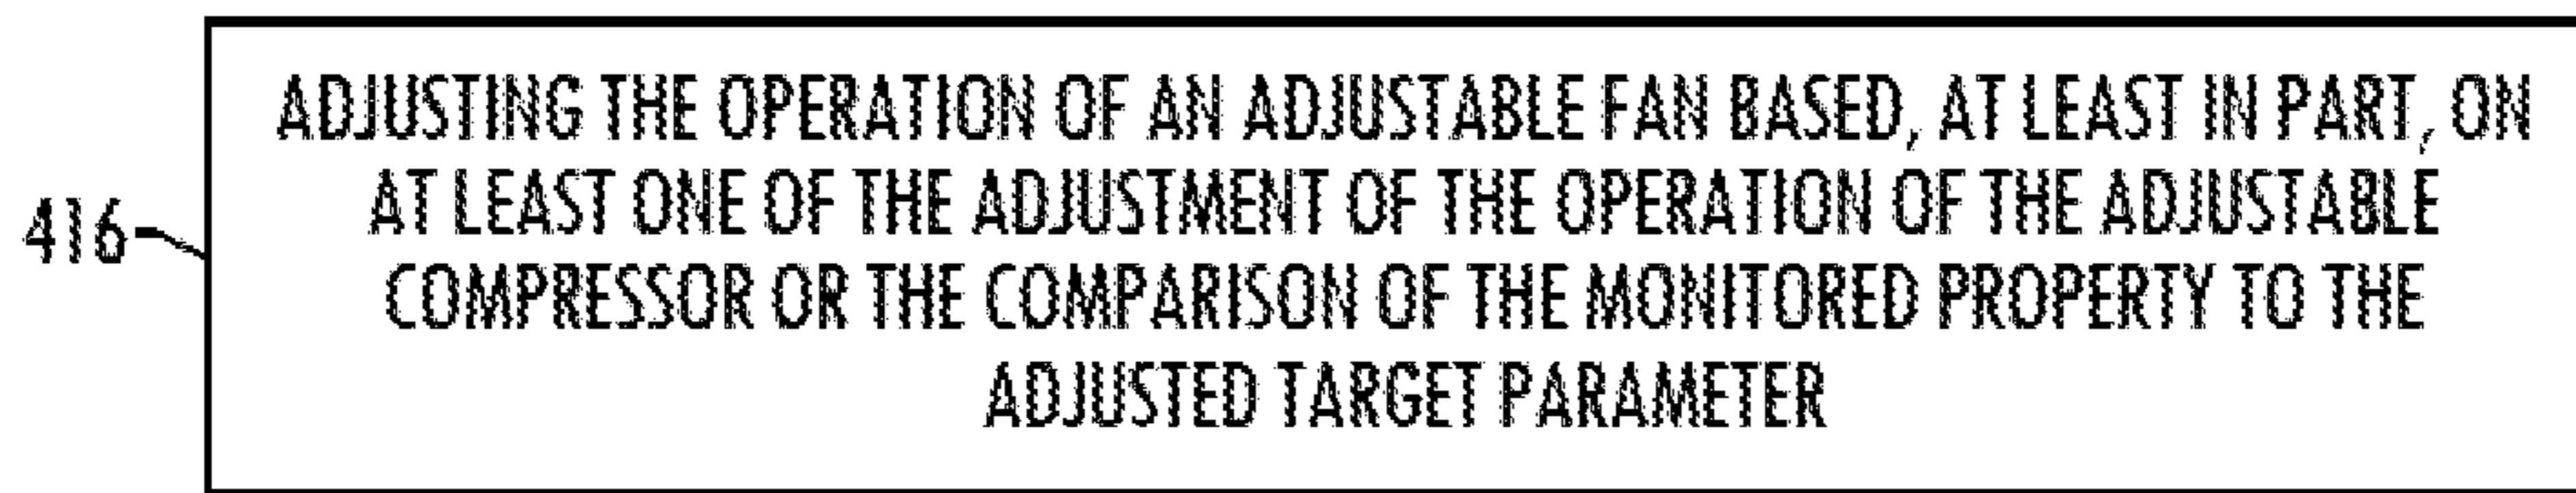 ADJUSTING THE OPERATION OF AN ADJUSTABLE FAN BASED, AT LEAST IN PART, ON
AT LEAST ONE OF THE ADJUSTMENT OF THE OPERATION OF THE ADJUSTABLE
416
COMPRESSOR OR THE COMPARISON OF THE MONITORED PROPERTY TO THE
ADJUSTED TARGET PARAMETER